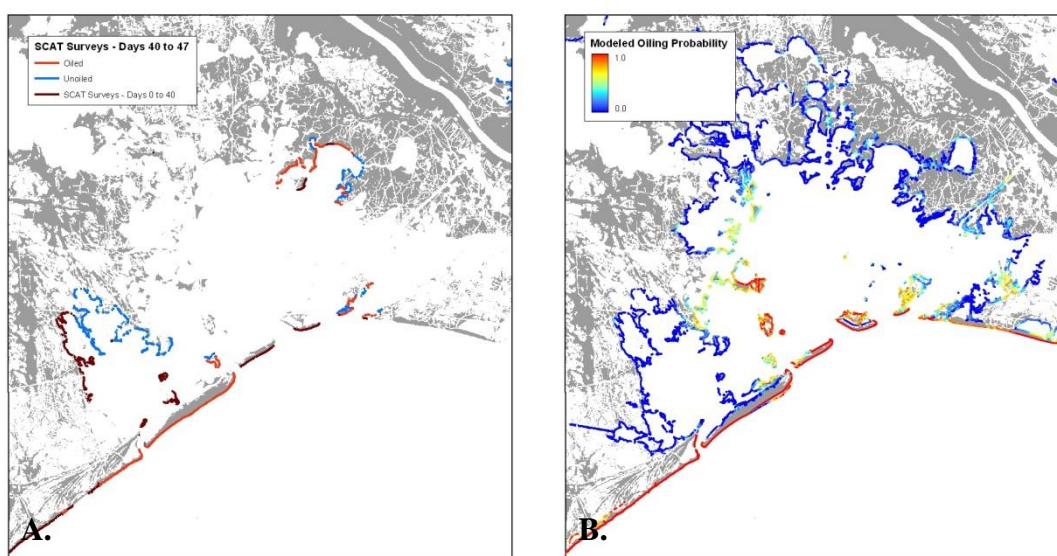 SCAT Surveys - Days 40 to 47
Oiled
Unoiled
SCAT Surveys - Days 0 to 40
A.
Modeled Oiling Probability
1.0
0.0
B.